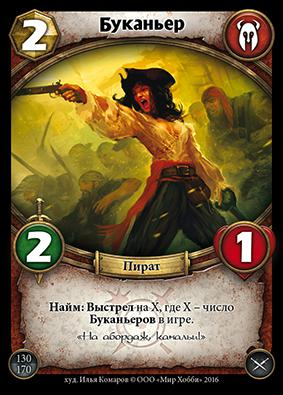 2
Буканьер
2
1
Пират
Найм: Выстрел на X, где X – число
Буканьеров в игре.
«На абордаж, канальи!»
130
170
худ. Илья Комаров © ООО «Мир Хобби» 2016